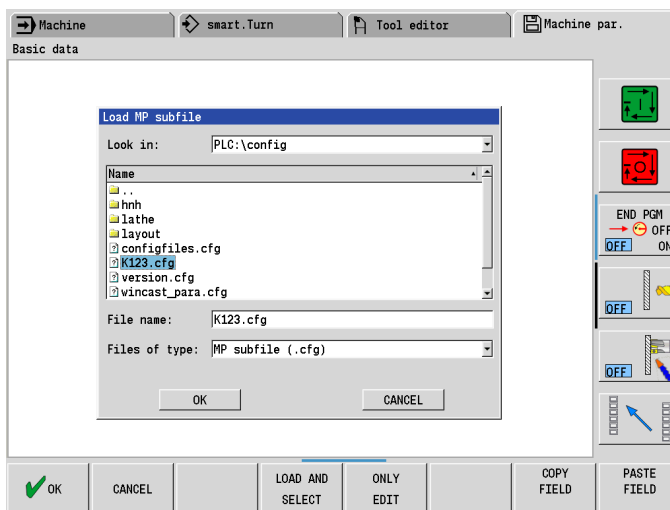 Machine
smart.Turn
Tool editor
Machine par.
Basic data
Load MP subfile
Look in:
PLC:\config
Name
..
hnh
lathe
layout
configfiles.cfg
K123.cfg
version.cfg
wincast_para.cfg
File name:
K123.cfg
Files of type:
MP subfile (.cfg)
OK
CANCEL
END PGM
OFF
OFF
ON
OFF
OFF
OK
CANCEL
LOAD AND
SELECT
ONLY
EDIT
COPY
FIELD
PASTE
FIELD